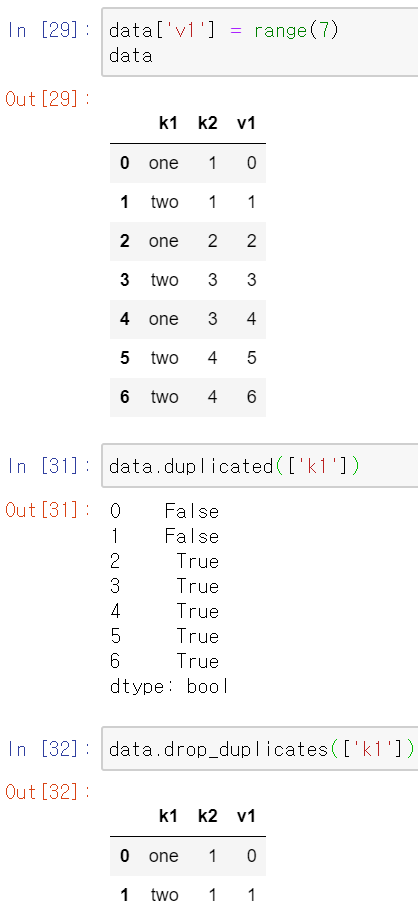 In [29]: data['v1'] = range(7)
data
Out[29]:
k1 k2 v1
0 one 1 0
1 two 1 1
2 one 2 2
3 two 3 3
4 one 3 4
5 two 4 5
6 two 4 6
In [31]: data.duplicated(['k1'])
Out[31]: 0 False
1 False
2 True
3 True
4 True
5 True
6 True
dtype: bool
In [32]: data.drop_duplicates(['k1'])
Out[32]:
k1 k2 v1
0 one 1 0
1 two 1 1